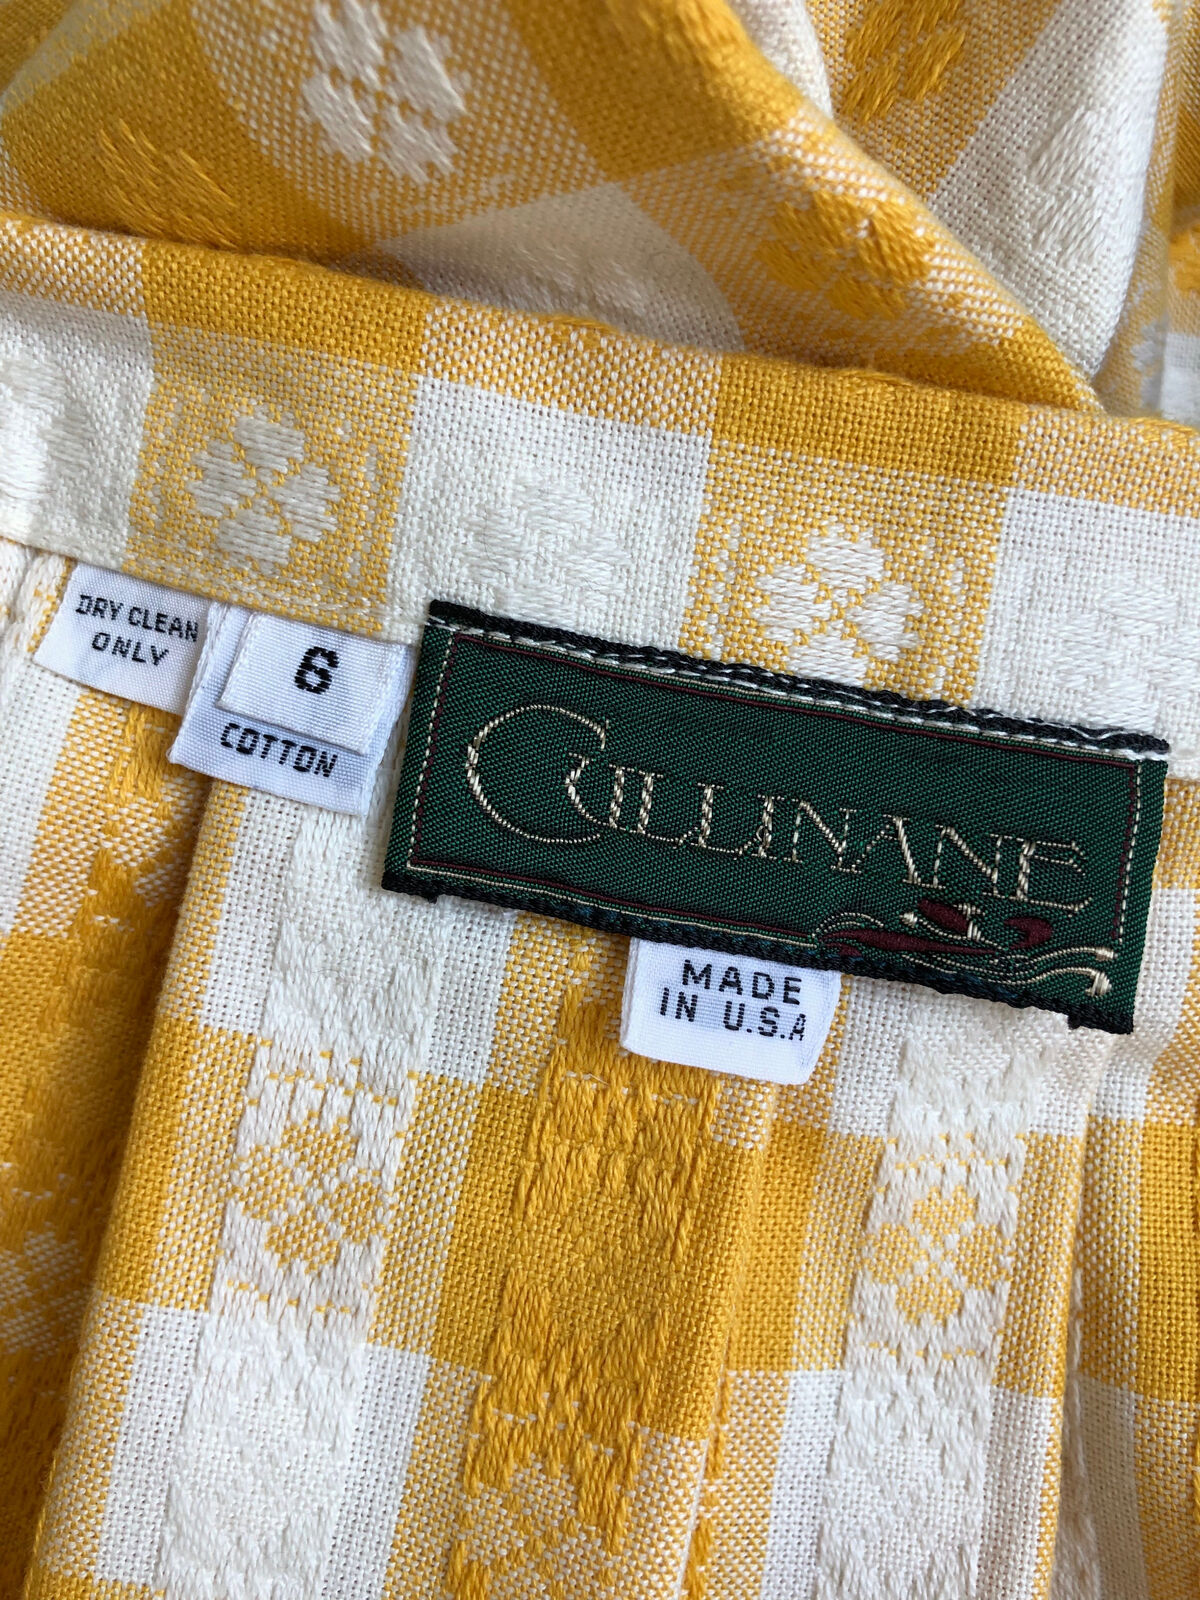 DRY CLEAN
ONLY
6
COTTON
CULLINANE
MADE
IN U.S.A